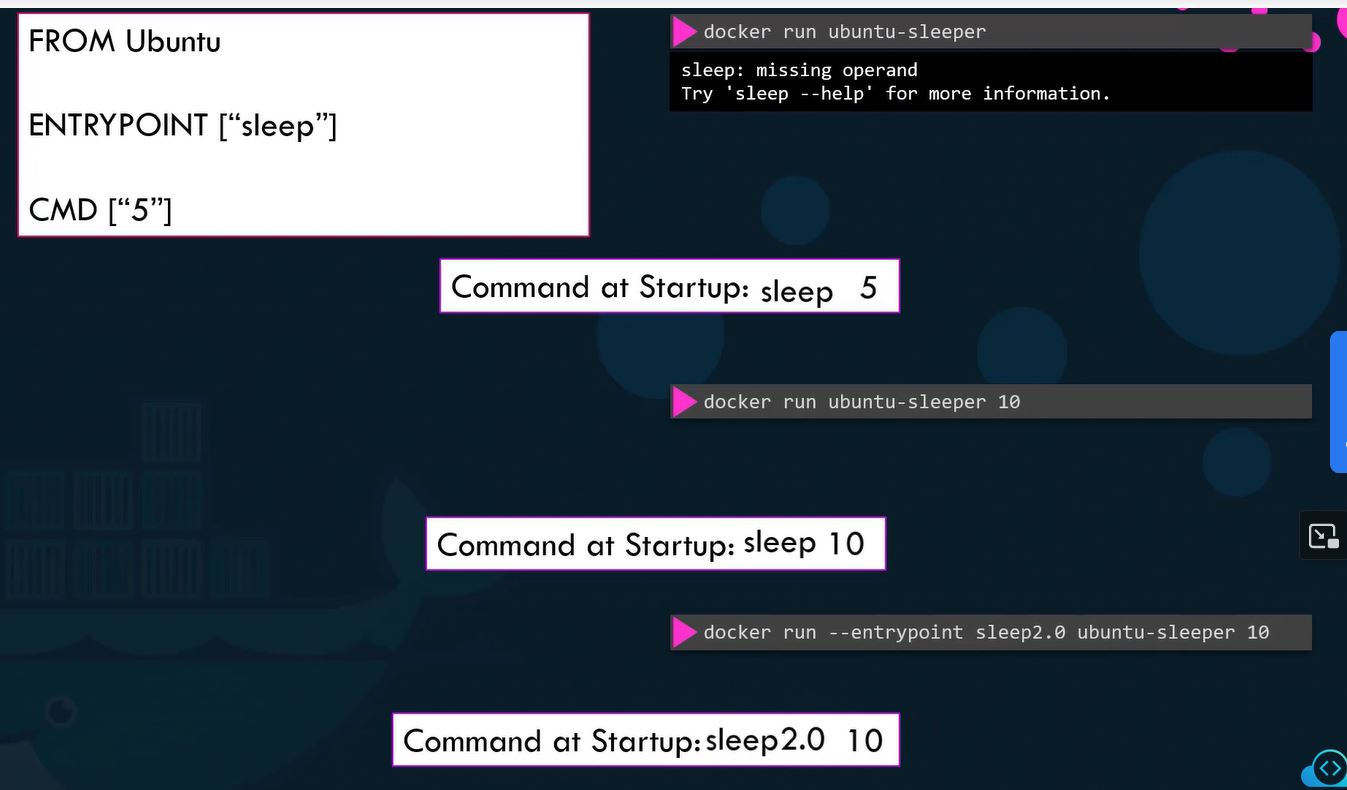 FROM Ubuntu
ENTRYPOINT [“sleep”]
CMD [“5”]
docker run ubuntu-sleeper
sleep: missing operand
Try 'sleep --help' for more information.
Command at Startup: sleep 5
docker run ubuntu-sleeper 10
Command at Startup: sleep 10
docker run --entrypoint sleep2.0 ubuntu-sleeper 10
Command at Startup: sleep2.0 10